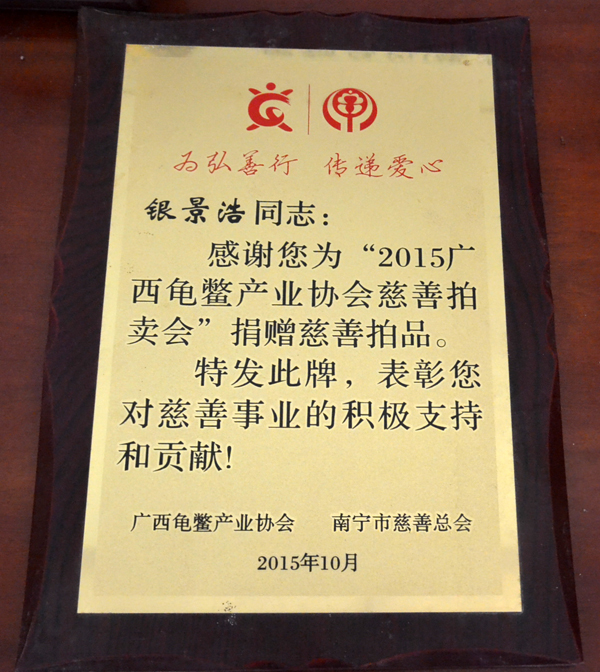 为弘善行 传递爱心
银景浩同志：
感谢您为“2015广
西龟鳖产业协会慈善拍
卖会”捐赠慈善拍品。
特发此牌，表彰您
对慈善事业的积极支持
和贡献！
广西龟鳖产业协会 南宁市慈善总会
2015年10月